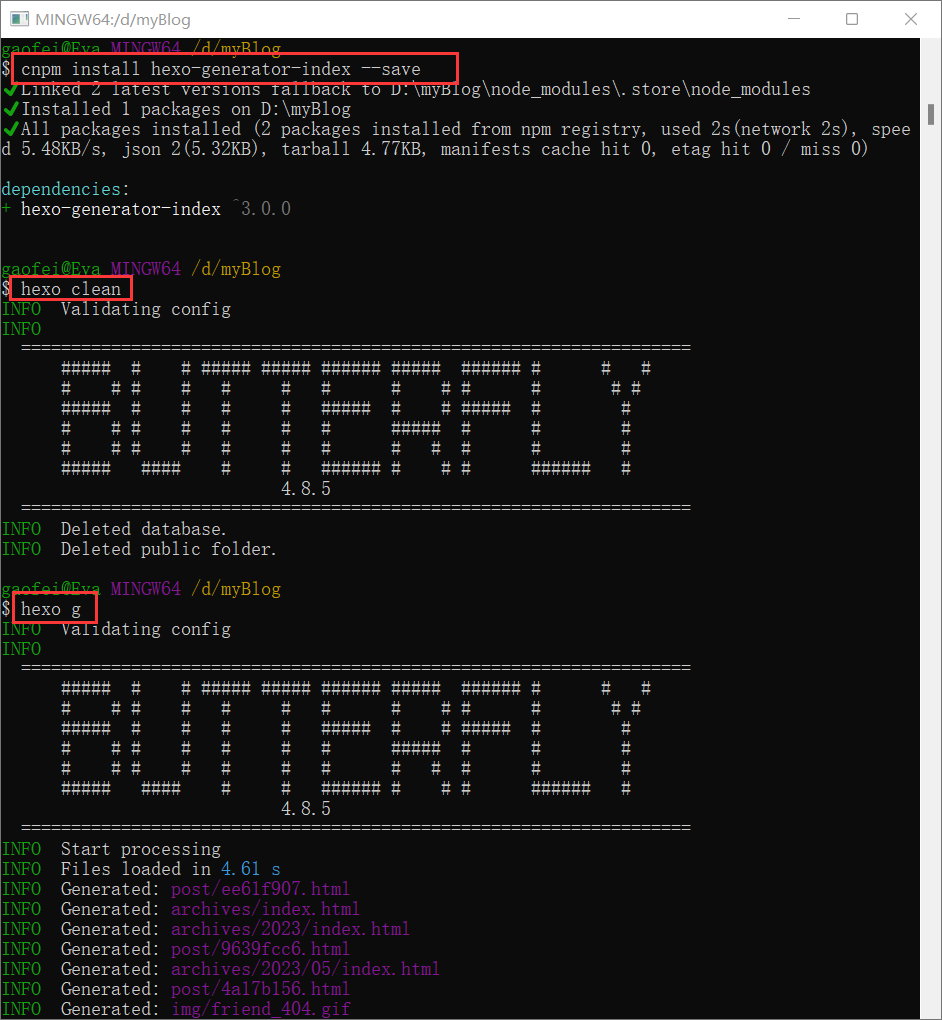 MINGW64:/d/myBlog
gaofei@Eva MINGW64 /d/myBlog
$ cnpm install hexo-generator-index --save
✔Linked 2 latest versions fallback to D:\myBlog\node_modules\.store\node_modules
✔Installed 1 packages on D:\myBlog
✔All packages installed (2 packages installed from npm registry, used 2s(network 2s), spee
d 5.48KB/s, json 2(5.32KB), tarball 4.77KB, manifests cache hit 0, etag hit 0 / miss 0)
dependencies:
+ hexo-generator-index ^3.0.0
gaofei@Eva MINGW64 /d/myBlog
$ hexo clean
INFO  Validating config
INFO
===================================================================
BUTTERFLY
4.8.5
===================================================================
INFO  Deleted database.
INFO  Deleted public folder.
gaofei@Eva MINGW64 /d/myBlog
$ hexo g
INFO  Validating config
INFO
===================================================================
BUTTERFLY
4.8.5
===================================================================
INFO  Start processing
INFO  Files loaded in 4.61 s
INFO  Generated: post/ee61f907.html
INFO  Generated: archives/index.html
INFO  Generated: archives/2023/index.html
INFO  Generated: post/9639fcc6.html
INFO  Generated: archives/2023/05/index.html
INFO  Generated: post/4a17b156.html
INFO  Generated: img/friend_404.gif